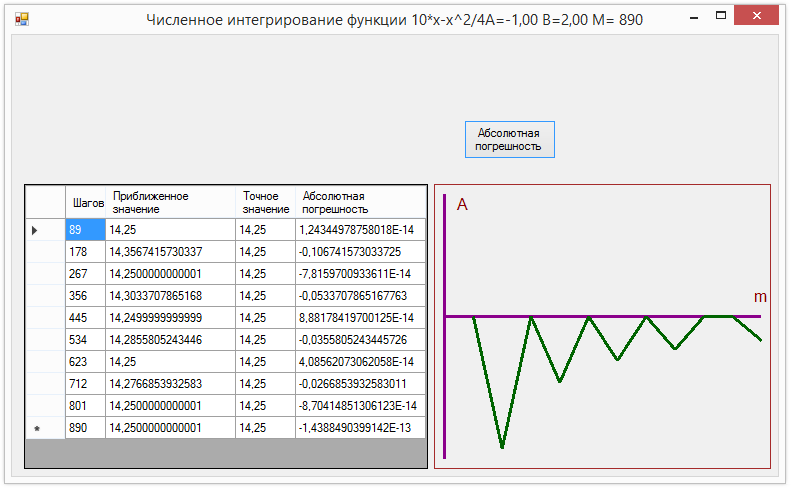 Численное интегрирование функции 10*x-x^2/4A=-1,00 B=2,00 M= 890
Абсолютная
погрешность
Шагов Приближенное значение Точное значение Абсолютная погрешность
89 14,25 14,25 1,24344978758018E-14
178 14,3567415730337 14,25 -0,106741573033725
267 14,2500000000001 14,25 -7,8159700933611E-14
356 14,3033707865168 14,25 -0,0533707865167763
445 14,2499999999999 14,25 8,88178419700125E-14
534 14,2855805243446 14,25 -0,0355805243445726
623 14,25 14,25 4,08562073062058E-14
712 14,2766853932583 14,25 -0,0266853932583011
801 14,2500000000001 14,25 -8,70414851306123E-14
890 14,2500000000001 14,25 -1,4388490399142E-13
A
m